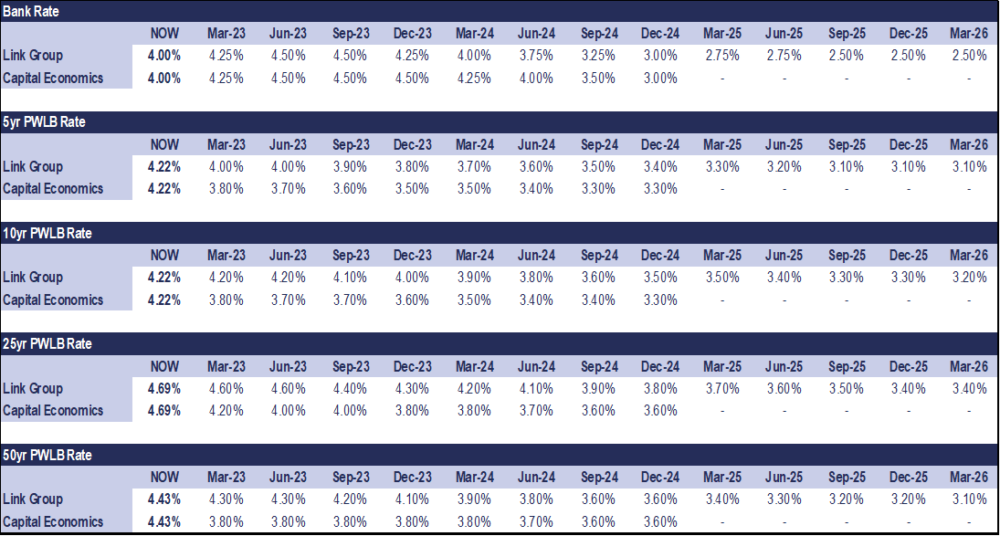 Bank Rate
NOW Mar-23 Jun-23 Sep-23 Dec-23 Mar-24 Jun-24 Sep-24 Dec-24 Mar-25 Jun-25 Sep-25 Dec-25 Mar-26
Link Group 4.00% 4.25% 4.50% 4.50% 4.25% 4.00% 3.75% 3.25% 3.00% 2.75% 2.75% 2.50% 2.50% 2.50%
Capital Economics 4.00% 4.25% 4.50% 4.50% 4.50% 4.25% 4.00% 3.50% 3.00% - - - - -
5yr PWLB Rate
NOW Mar-23 Jun-23 Sep-23 Dec-23 Mar-24 Jun-24 Sep-24 Dec-24 Mar-25 Jun-25 Sep-25 Dec-25 Mar-26
Link Group 4.22% 4.00% 4.00% 3.90% 3.80% 3.70% 3.60% 3.50% 3.40% 3.30% 3.20% 3.10% 3.10% 3.10%
Capital Economics 4.22% 3.80% 3.70% 3.60% 3.50% 3.50% 3.40% 3.30% 3.30% - - - - -
10yr PWLB Rate
NOW Mar-23 Jun-23 Sep-23 Dec-23 Mar-24 Jun-24 Sep-24 Dec-24 Mar-25 Jun-25 Sep-25 Dec-25 Mar-26
Link Group 4.22% 4.20% 4.20% 4.10% 4.00% 3.90% 3.80% 3.60% 3.50% 3.50% 3.40% 3.30% 3.30% 3.20%
Capital Economics 4.22% 3.80% 3.70% 3.70% 3.60% 3.50% 3.40% 3.40% 3.30% - - - - -
25yr PWLB Rate
NOW Mar-23 Jun-23 Sep-23 Dec-23 Mar-24 Jun-24 Sep-24 Dec-24 Mar-25 Jun-25 Sep-25 Dec-25 Mar-26
Link Group 4.69% 4.60% 4.60% 4.40% 4.30% 4.20% 4.10% 3.90% 3.80% 3.70% 3.60% 3.50% 3.40% 3.40%
Capital Economics 4.69% 4.20% 4.00% 4.00% 3.80% 3.80% 3.70% 3.60% 3.60% - - - - -
50yr PWLB Rate
NOW Mar-23 Jun-23 Sep-23 Dec-23 Mar-24 Jun-24 Sep-24 Dec-24 Mar-25 Jun-25 Sep-25 Dec-25 Mar-26
Link Group 4.43% 4.30% 4.30% 4.20% 4.10% 3.90% 3.80% 3.60% 3.60% 3.40% 3.30% 3.20% 3.20% 3.10%
Capital Economics 4.43% 3.80% 3.80% 3.80% 3.80% 3.80% 3.70% 3.60% 3.60% - - - - -